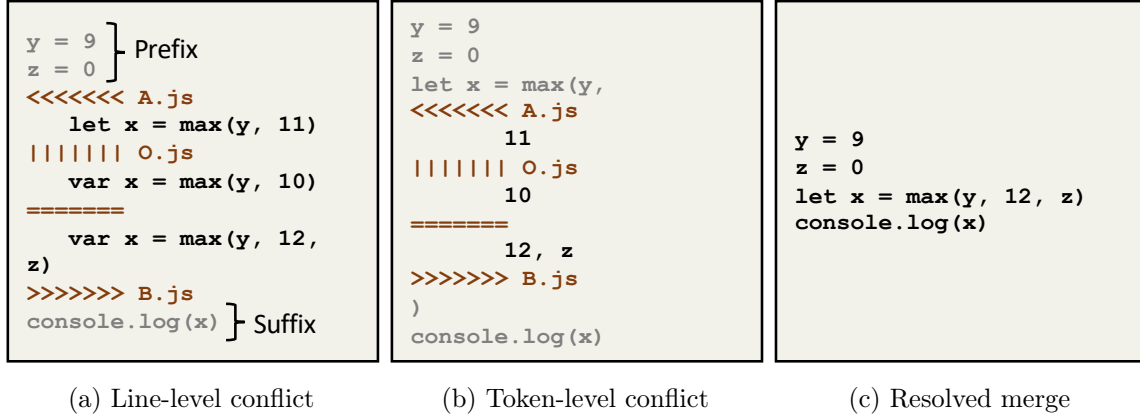 y = 9
z = 0
Prefix
<<<<<<< A.js
let x = max(y, 11)
||||||| O.js
var x = max(y, 10)
=======
var x = max(y, 12,
z)
>>>>>>> B.js
console.log(x)
Suffix
(a) Line-level conflict
y = 9
z = 0
let x = max(y,
<<<<<<< A.js
11
||||||| O.js
10
=======
12, z
>>>>>>> B.js
)
console.log(x)
(b) Token-level conflict
y = 9
z = 0
let x = max(y, 12, z)
console.log(x)
(c) Resolved merge